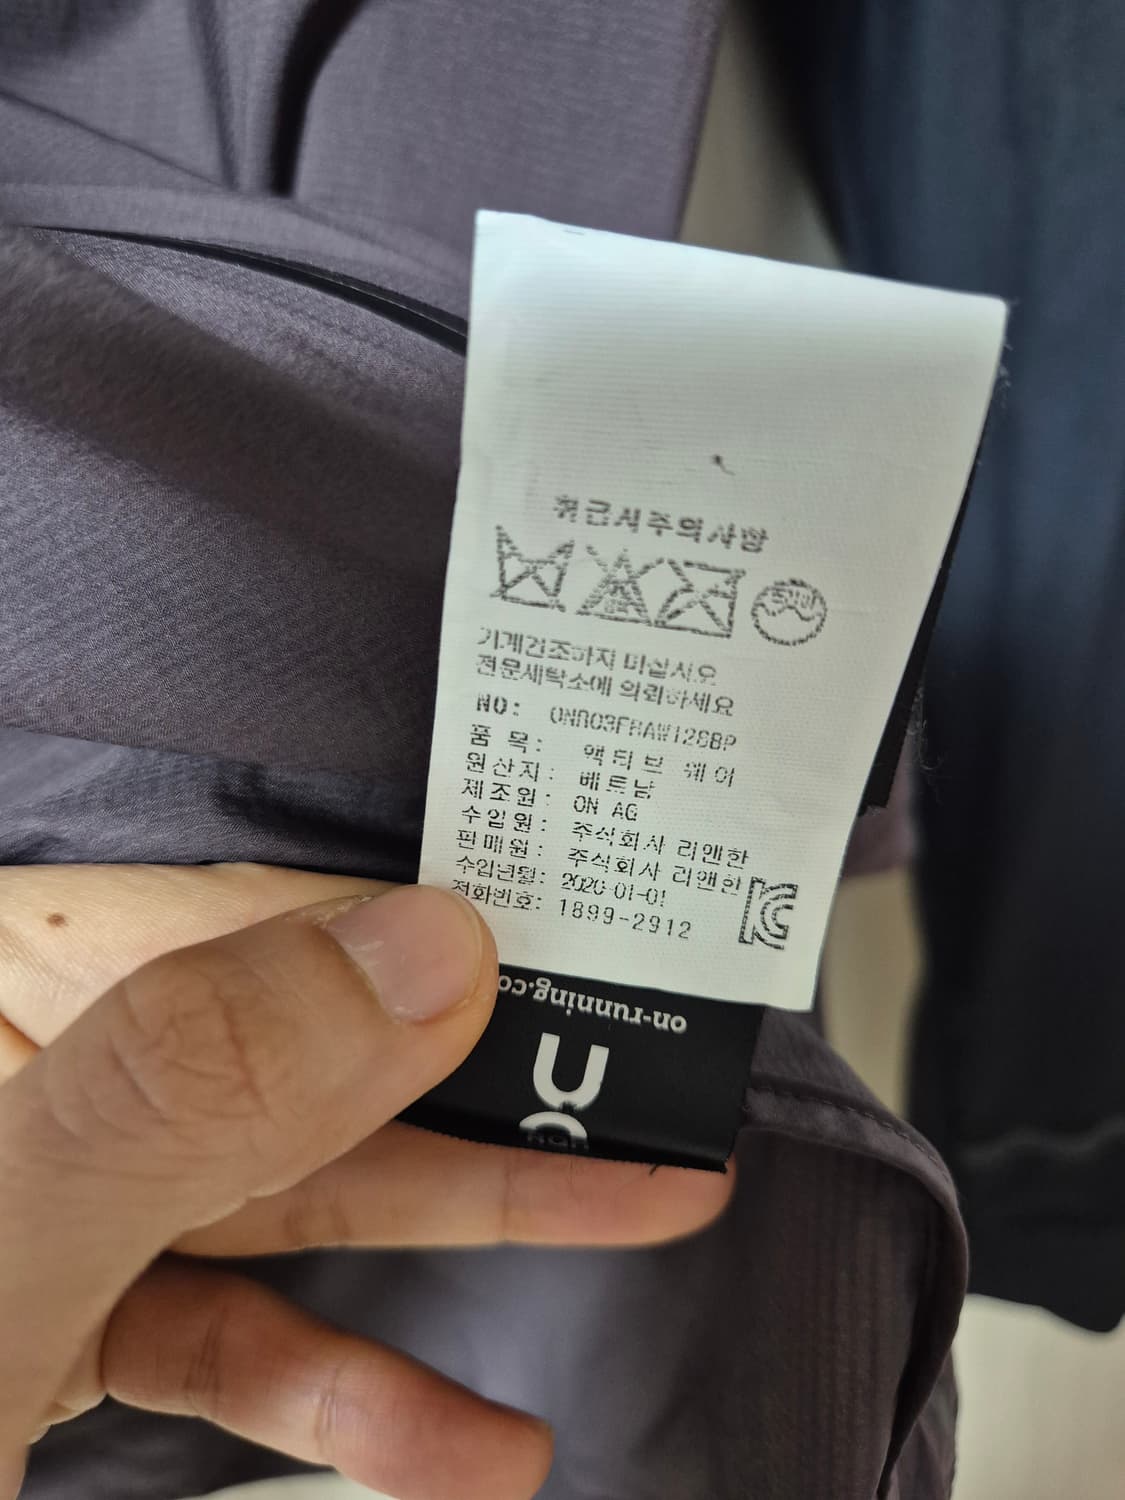 취급시주의사항
드라이
기계건조하지 마십시오
전문세탁소에 의뢰하세요
NO:
품 목: 액티브 웨어
원산지: 베트남
제조원: ON AG
수입원: 주식회사 리앤한
판매원: 주식회사 리앤한
수입년월: 2020-01-01
전화번호: 1899-2912
on-running.co
on